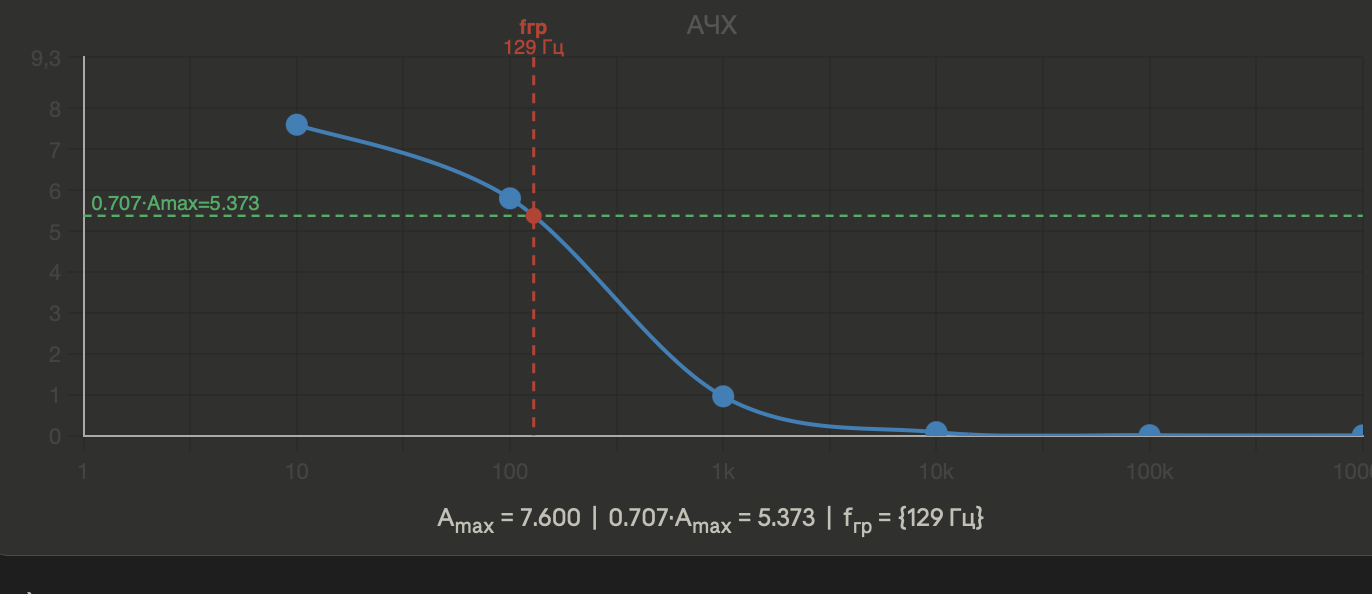 АЧХ
fгр
129 Гц
9,3
8
7
6
0.707·Amax=5.373
5
4
3
2
1
0
1 10 100 1k 10k 100k
Amax = 7.600 | 0.707·Amax = 5.373 | fгр = {129 Гц}